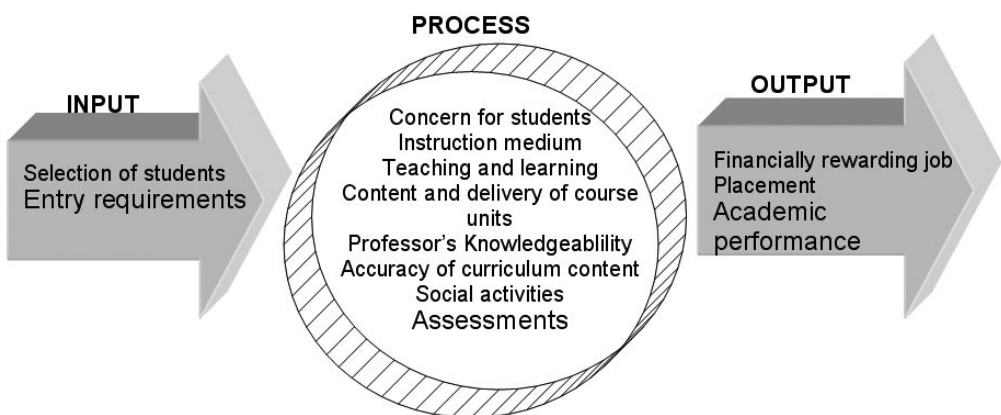 INPUT
Selection of students
Entry requirements
PROCESS
Concern for students
Instruction medium
Teaching and learning
Content and delivery of course
units
Professor's Knowledgeablility
Accuracy of curriculum content
Social activities
Assessments
OUTPUT
Financially rewarding job
Placement
Academic
performance